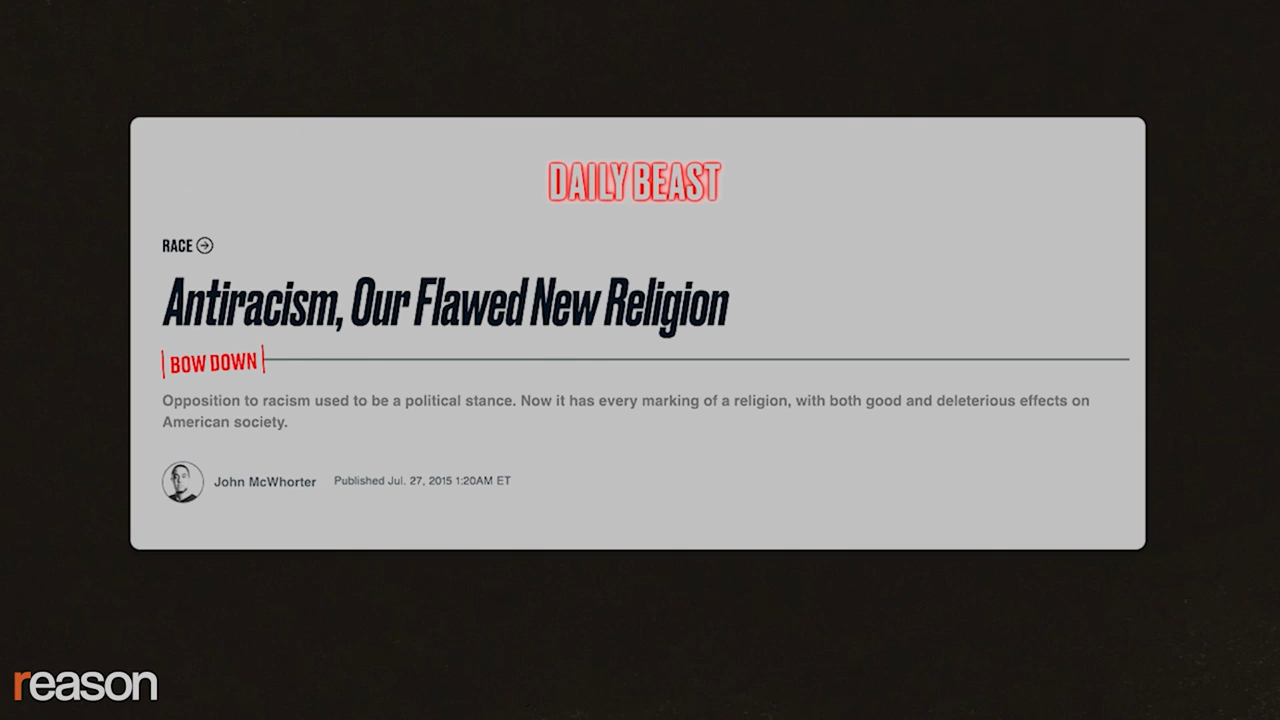 DAILY BEAST
RACE
Antiracism, Our Flawed New Religion
BOW DOWN
Opposition to racism used to be a political stance. Now it has every marking of a religion, with both good and deleterious effects on
American society.
John McWhorter Published Jul. 27, 2015 1:20AM ET
reason